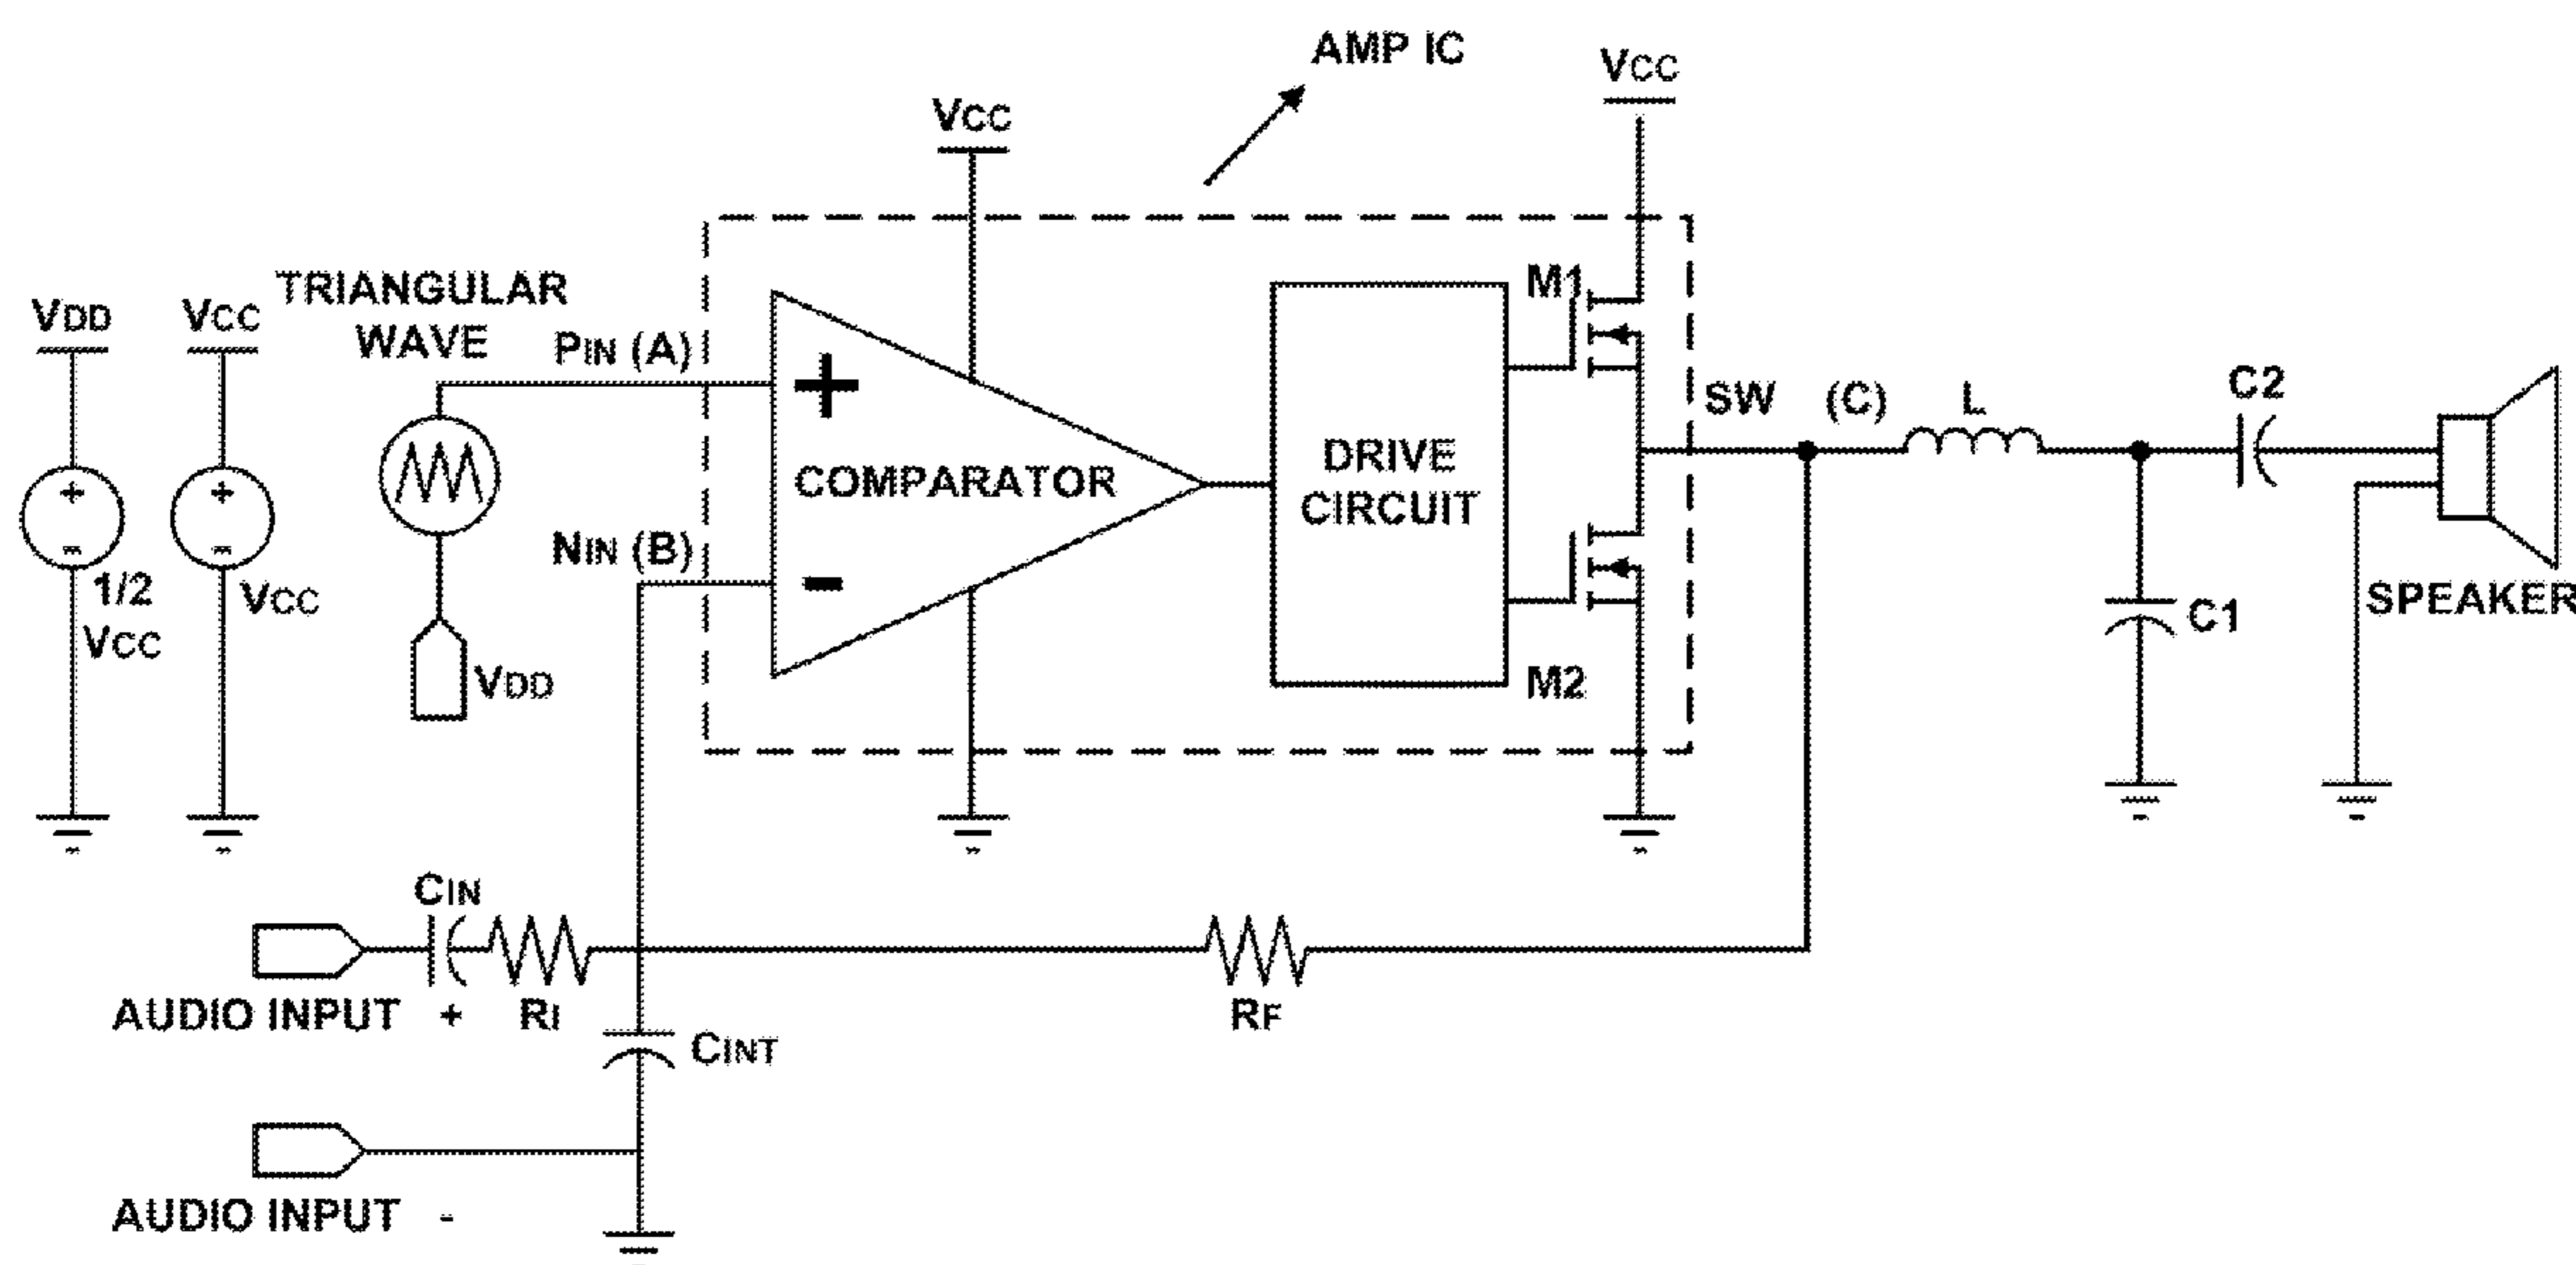 AMP IC
VCC
VCC
TRIANGULAR
WAVE
VDD
VCC
PIN (A)
M1
+
COMPARATOR
DRIVE
CIRCUIT
SW (C)
L
C2
+
-
1/2
VCC
+
-
VCC
NIN (B)
-
VDD
M2
C1
SPEAKER
CIN
AUDIO INPUT +
RI
RF
CINT
AUDIO INPUT -